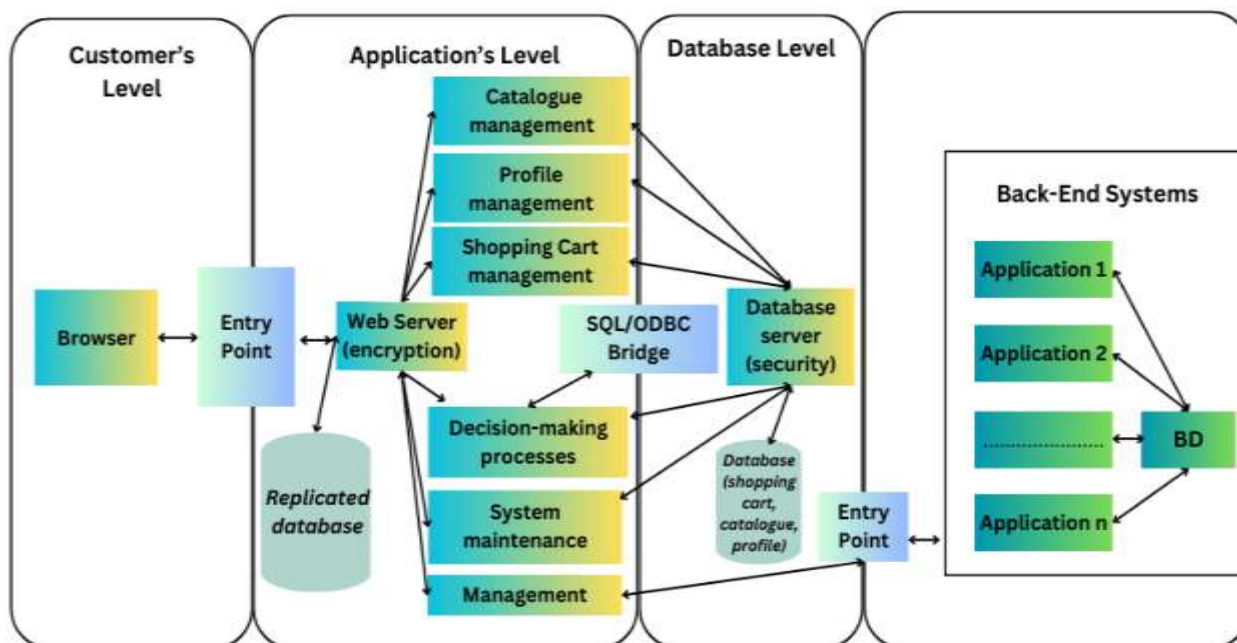 Customer's
Level
Application's Level
Database Level
Catalogue
management
Profile
management
Shopping Cart
management
Browser
Entry
Point
Web Server
(encryption)
SQL/ODBC
Bridge
Database
server
(security)
Replicated
database
Decision-making
processes
System
maintenance
Management
Database
(shopping
cart,
catalogue,
profile)
Entry
Point
Back-End Systems
Application 1
Application 2
........................
Application n
BD